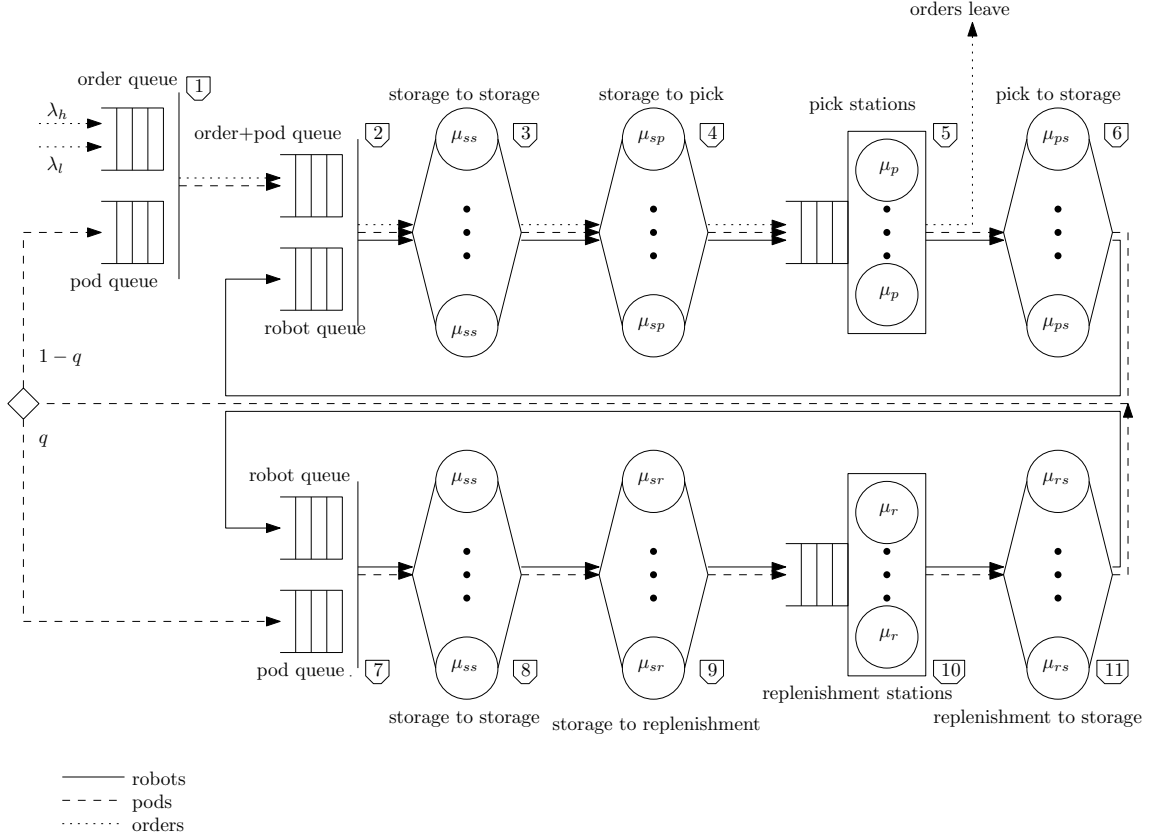 orders leave
order queue 1
storage to storage
storage to pick
pick stations
pick to storage
λ_h
λ_l
order+pod queue 2
μ_ss 3
μ_sp 4
5
μ_ps 6
μ_p
pod queue
μ_p
robot queue
μ_ss
μ_sp
μ_ps
1 − q
q
robot queue
μ_ss
μ_sr
μ_r
μ_rs
μ_r
pod queue .
7
μ_ss 8
μ_sr 9
10
μ_rs 11
replenishment stations
storage to storage
storage to replenishment
replenishment to storage
robots
pods
orders